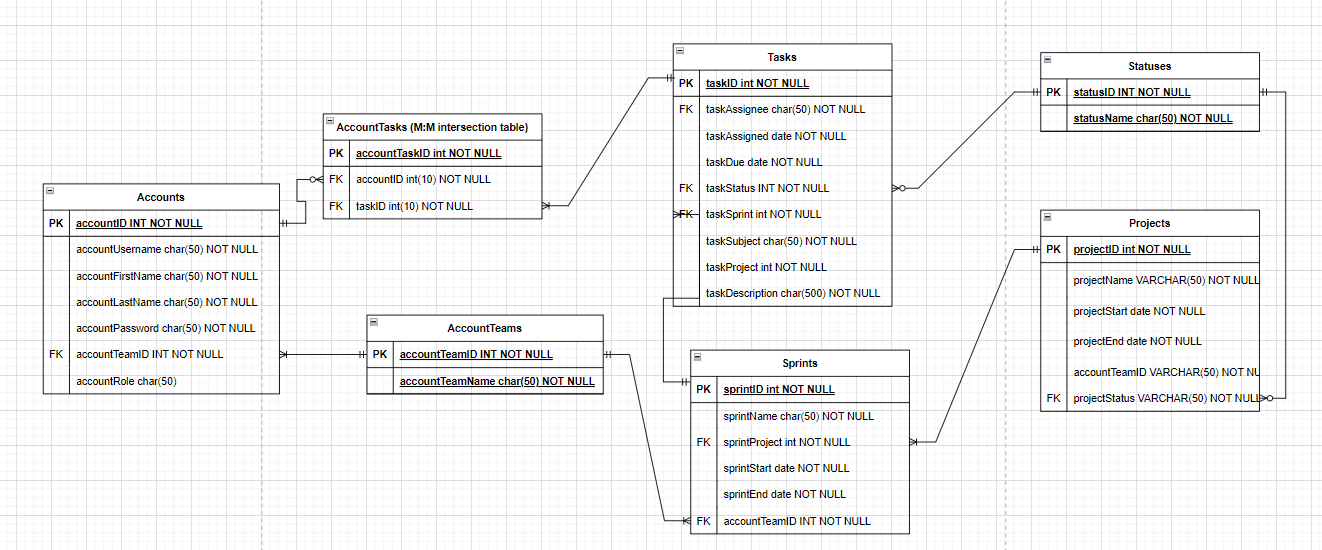 Tasks
PK taskID int NOT NULL
FK taskAssignee char(50) NOT NULL
taskAssigned date NOT NULL
taskDue date NOT NULL
FK taskStatus INT NOT NULL
FK taskSprint int NOT NULL
taskSubject char(50) NOT NULL
taskProject int NOT NULL
taskDescription char(500) NOT NULL
Statuses
PK statusID INT NOT NULL
statusName char(50) NOT NULL
AccountTasks (M:M intersection table)
PK accountTaskID int NOT NULL
FK accountID int(10) NOT NULL
FK taskID int(10) NOT NULL
Accounts
PK accountID INT NOT NULL
accountUsername char(50) NOT NULL
accountFirstName char(50) NOT NULL
accountLastName char(50) NOT NULL
accountPassword char(50) NOT NULL
FK accountTeamID INT NOT NULL
accountRole char(50)
Projects
PK projectID int NOT NULL
projectName VARCHAR(50) NOT NULL
projectStart date NOT NULL
projectEnd date NOT NULL
accountTeamID VARCHAR(50) NOT NU
FK projectStatus VARCHAR(50) NOT NULL
AccountTeams
PK accountTeamID INT NOT NULL
accountTeamName char(50) NOT NULL
Sprints
PK sprintID int NOT NULL
sprintName char(50) NOT NULL
FK sprintProject int NOT NULL
sprintStart date NOT NULL
sprintEnd date NOT NULL
FK accountTeamID INT NOT NULL